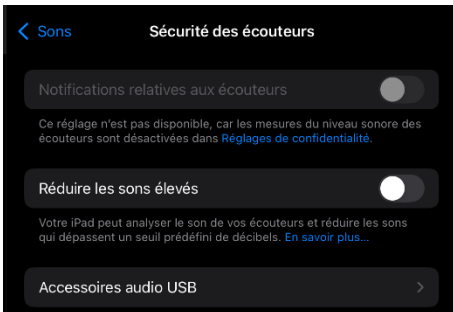 Sons
Sécurité des écouteurs
Notifications relatives aux écouteurs
Ce réglage n'est pas disponible, car les mesures du niveau sonore des
écouteurs sont désactivées dans Réglages de confidentialité.
Réduire les sons élevés
Votre iPad peut analyser le son de vos écouteurs et réduire les sons
qui dépassent un seuil prédéfini de décibels. En savoir plus...
Accessoires audio USB